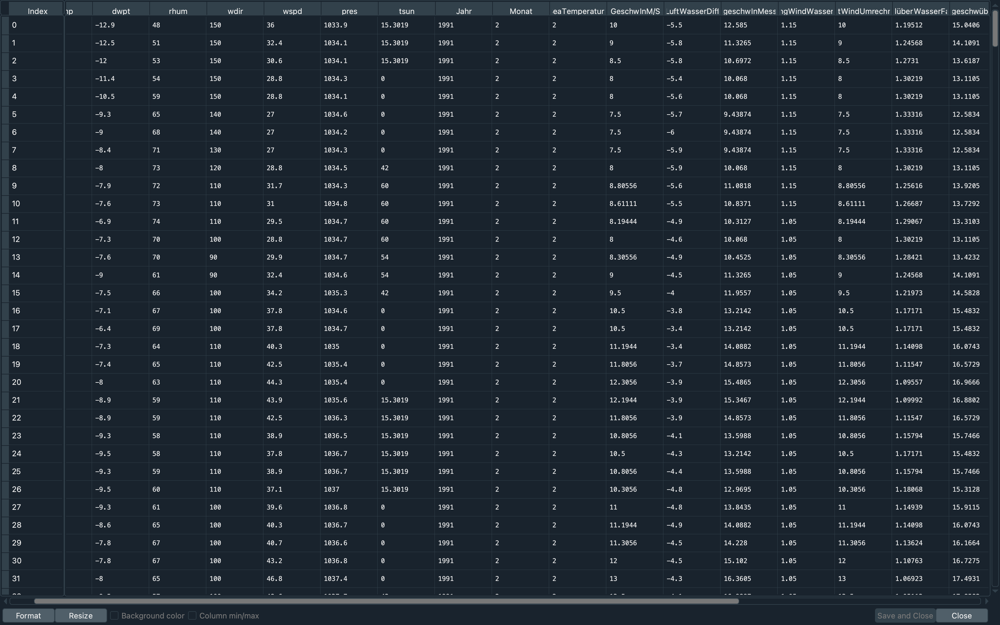 Index np dwpt rhum wdir wspd pres tsun Jahr Monat eaTemperatur GeschwInM/S LuftWasserDiff geschwInMess ngWindWasser tWindUmrechr lüberWasserFa geschwüb
0 -12.9 48 150 36 1033.9 15.3019 1991 2 2 10 -5.5 12.585 1.15 10 1.19512 15.0406
1 -12.5 51 150 32.4 1034.1 15.3019 1991 2 2 9 -5.8 11.3265 1.15 9 1.24568 14.1091
2 -12 53 150 30.6 1034.1 15.3019 1991 2 2 8.5 -5.8 10.6972 1.15 8.5 1.2731 13.6187
3 -11.4 54 150 28.8 1034.3 0 1991 2 2 8 -5.4 10.068 1.15 8 1.30219 13.1105
4 -10.5 59 150 28.8 1034.1 0 1991 2 2 8 -5.6 10.068 1.15 8 1.30219 13.1105
5 -9.3 65 140 27 1034.6 0 1991 2 2 7.5 -5.7 9.43874 1.15 7.5 1.33316 12.5834
6 -9 68 140 27 1034.2 0 1991 2 2 7.5 -6 9.43874 1.15 7.5 1.33316 12.5834
7 -8.4 71 130 27 1034.3 0 1991 2 2 7.5 -5.9 9.43874 1.15 7.5 1.33316 12.5834
8 -8 73 120 28.8 1034.5 42 1991 2 2 8 -5.9 10.068 1.15 8 1.30219 13.1105
9 -7.9 72 110 31.7 1034.3 60 1991 2 2 8.80556 -5.6 11.0818 1.15 8.80556 1.25616 13.9205
10 -7.6 73 110 31 1034.8 60 1991 2 2 8.61111 -5.5 10.8371 1.15 8.61111 1.26687 13.7292
11 -6.9 74 110 29.5 1034.7 60 1991 2 2 8.19444 -4.9 10.3127 1.05 8.19444 1.29067 13.3103
12 -7.3 70 100 28.8 1034.7 60 1991 2 2 8 -4.6 10.068 1.05 8 1.30219 13.1105
13 -7.6 70 90 29.9 1034.7 54 1991 2 2 8.30556 -4.9 10.4525 1.05 8.30556 1.28421 13.4232
14 -9 61 90 32.4 1034.6 54 1991 2 2 9 -4.5 11.3265 1.05 9 1.24568 14.1091
15 -7.5 66 100 34.2 1035.3 42 1991 2 2 9.5 -4 11.9557 1.05 9.5 1.21973 14.5828
16 -7.1 67 100 37.8 1034.6 0 1991 2 2 10.5 -3.8 13.2142 1.05 10.5 1.17171 15.4832
17 -6.4 69 100 37.8 1034.7 0 1991 2 2 10.5 -3.4 13.2142 1.05 10.5 1.17171 15.4832
18 -7.3 64 110 40.3 1035 0 1991 2 2 11.1944 -3.4 14.0882 1.05 11.1944 1.14098 16.0743
19 -7.4 65 110 42.5 1035.4 0 1991 2 2 11.8056 -3.7 14.8573 1.05 11.8056 1.11547 16.5729
20 -8 63 110 44.3 1035.4 0 1991 2 2 12.3056 -3.9 15.4865 1.05 12.3056 1.09557 16.9666
21 -8.9 59 110 43.9 1035.6 15.3019 1991 2 2 12.1944 -3.9 15.3467 1.05 12.1944 1.09992 16.8802
22 -8.9 59 110 42.5 1036.3 15.3019 1991 2 2 11.8056 -3.9 14.8573 1.05 11.8056 1.11547 16.5729
23 -9.3 58 110 38.9 1036.5 15.3019 1991 2 2 10.8056 -4.1 13.5988 1.05 10.8056 1.15794 15.7466
24 -9.5 58 110 37.8 1036.7 15.3019 1991 2 2 10.5 -4.3 13.2142 1.05 10.5 1.17171 15.4832
25 -9.3 59 110 38.9 1036.7 15.3019 1991 2 2 10.8056 -4.4 13.5988 1.05 10.8056 1.15794 15.7466
26 -9.5 60 110 37.1 1037 15.3019 1991 2 2 10.3056 -4.8 12.9695 1.05 10.3056 1.18068 15.3128
27 -9.3 61 100 39.6 1036.8 0 1991 2 2 11 -4.8 13.8435 1.05 11 1.14939 15.9115
28 -8.6 65 100 40.3 1036.7 0 1991 2 2 11.1944 -4.9 14.0882 1.05 11.1944 1.14098 16.0743
29 -7.8 67 100 40.7 1036.6 0 1991 2 2 11.3056 -4.5 14.228 1.05 11.3056 1.13624 16.1664
30 -7.8 67 100 43.2 1036.8 0 1991 2 2 12 -4.5 15.102 1.05 12 1.10763 16.7275
31 -8 65 100 46.8 1037.4 0 1991 2 2 13 -4.3 16.3605 1.05 13 1.06923 17.4931
Format Resize Background color Column min/max Save and Close Close